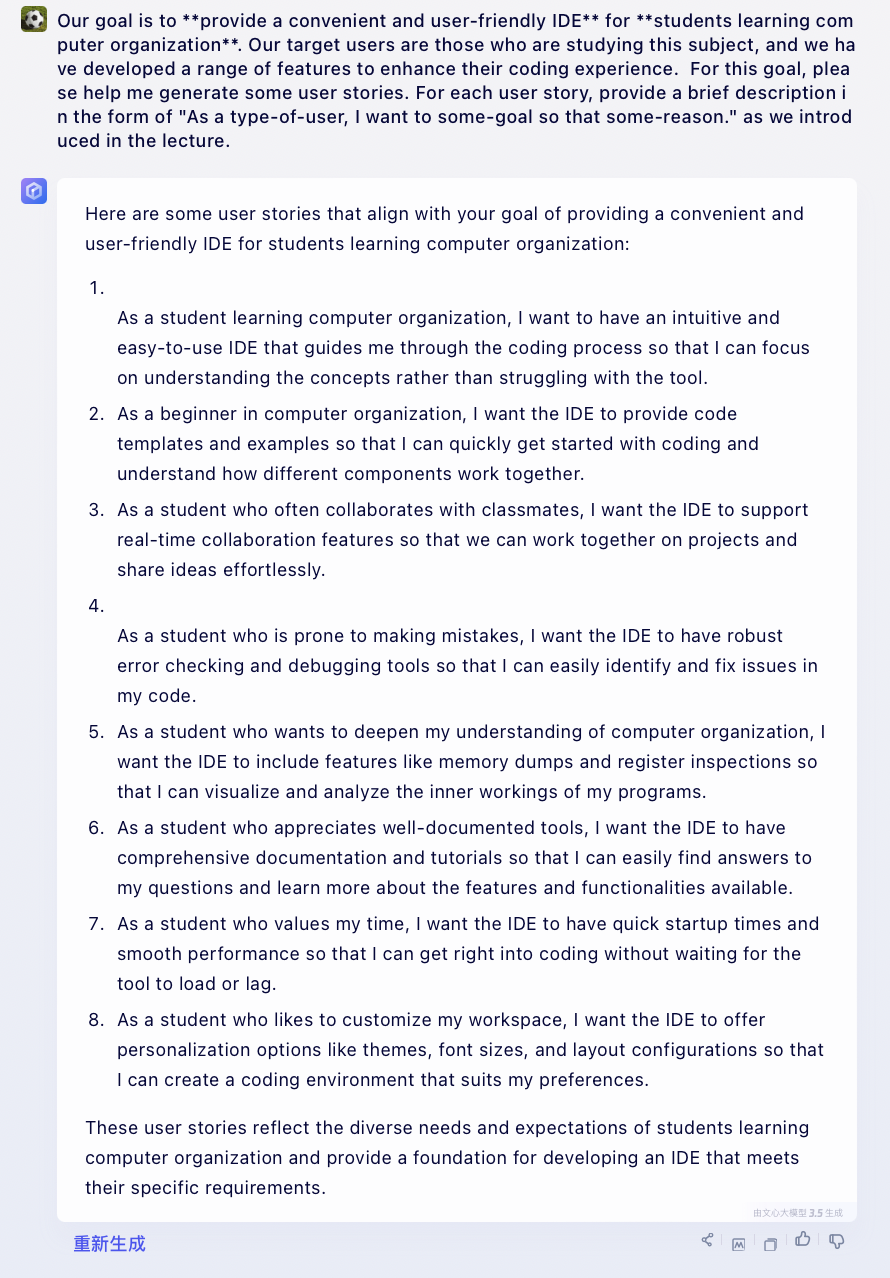 Our goal is to **provide a convenient and user-friendly IDE** for **students learning com
puter organization**. Our target users are those who are studying this subject, and we ha
ve developed a range of features to enhance their coding experience.  For this goal, plea
se help me generate some user stories. For each user story, provide a brief description i
n the form of "As a type-of-user, I want to some-goal so that some-reason." as we introd
uced in the lecture.
Here are some user stories that align with your goal of providing a convenient and
user-friendly IDE for students learning computer organization:
1.
As a student learning computer organization, I want to have an intuitive and
easy-to-use IDE that guides me through the coding process so that I can focus
on understanding the concepts rather than struggling with the tool.
2. As a beginner in computer organization, I want the IDE to provide code
templates and examples so that I can quickly get started with coding and
understand how different components work together.
3. As a student who often collaborates with classmates, I want the IDE to support
real-time collaboration features so that we can work together on projects and
share ideas effortlessly.
4.
As a student who is prone to making mistakes, I want the IDE to have robust
error checking and debugging tools so that I can easily identify and fix issues in
my code.
5. As a student who wants to deepen my understanding of computer organization, I
want the IDE to include features like memory dumps and register inspections so
that I can visualize and analyze the inner workings of my programs.
6. As a student who appreciates well-documented tools, I want the IDE to have
comprehensive documentation and tutorials so that I can easily find answers to
my questions and learn more about the features and functionalities available.
7. As a student who values my time, I want the IDE to have quick startup times and
smooth performance so that I can get right into coding without waiting for the
tool to load or lag.
8. As a student who likes to customize my workspace, I want the IDE to offer
personalization options like themes, font sizes, and layout configurations so that
I can create a coding environment that suits my preferences.
These user stories reflect the diverse needs and expectations of students learning
computer organization and provide a foundation for developing an IDE that meets
their specific requirements.
由文心大模型 3.5 生成
重新生成